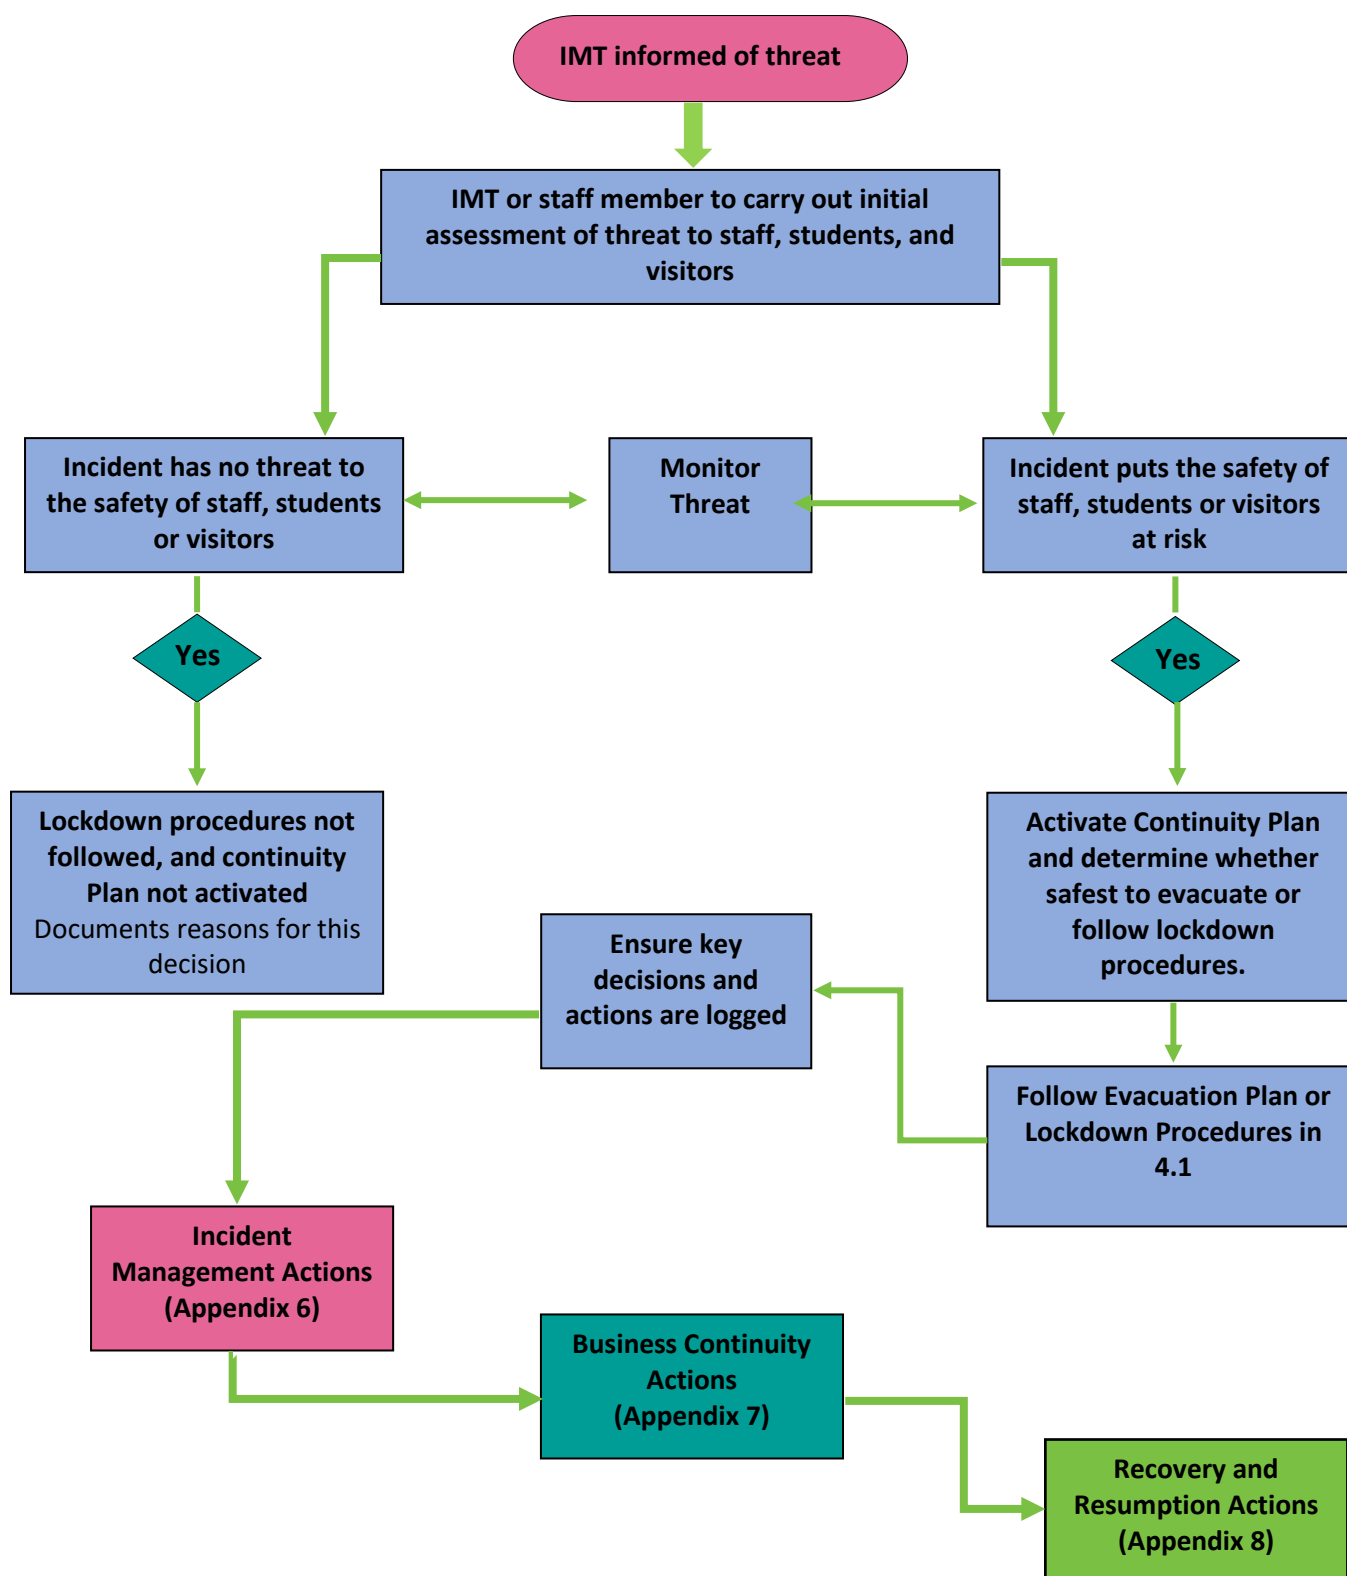 IMT informed of threat
IMT or staff member to carry out initial
assessment of threat to staff, students, and
visitors
Incident has no threat to
the safety of staff, students
or visitors
Monitor
Threat
Incident puts the safety of
staff, students or visitors
at risk
Yes
Yes
Lockdown procedures not
followed, and continuity
Plan not activated
Documents reasons for this
decision
Activate Continuity Plan
and determine whether
safest to evacuate or
follow lockdown
procedures.
Ensure key
decisions and
actions are logged
Follow Evacuation Plan or
Lockdown Procedures in
4.1
Incident
Management Actions
(Appendix 6)
Business Continuity
Actions
(Appendix 7)
Recovery and
Resumption Actions
(Appendix 8)